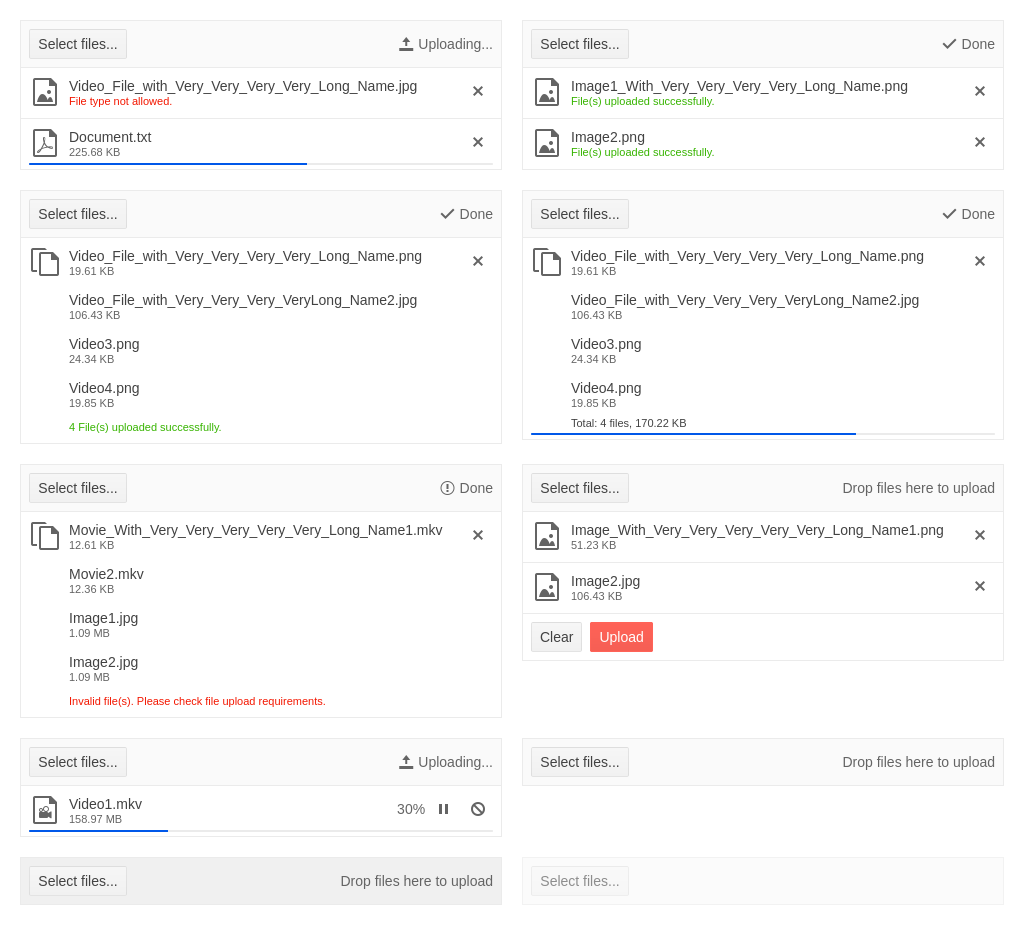 Select files...
Uploading...
Video_File_with_Very_Very_Very_Very_Long_Name.jpg
File type not allowed.
Document.txt
225.68 KB
Select files...
Done
Image1_With_Very_Very_Very_Very_Long_Name.png
File(s) uploaded successfully.
Image2.png
File(s) uploaded successfully.
Select files...
Done
Video_File_with_Very_Very_Very_Very_Long_Name.png
19.61 KB
Video_File_with_Very_Very_Very_VeryLong_Name2.jpg
106.43 KB
Video3.png
24.34 KB
Video4.png
19.85 KB
4 File(s) uploaded successfully.
Select files...
Done
Video_File_with_Very_Very_Very_Very_Long_Name.png
19.61 KB
Video_File_with_Very_Very_Very_VeryLong_Name2.jpg
106.43 KB
Video3.png
24.34 KB
Video4.png
19.85 KB
Total: 4 files, 170.22 KB
Select files...
Done
Movie_With_Very_Very_Very_Very_Very_Long_Name1.mkv
12.61 KB
Movie2.mkv
12.36 KB
Image1.jpg
1.09 MB
Image2.jpg
1.09 MB
Invalid file(s). Please check file upload requirements.
Select files...
Drop files here to upload
Image_With_Very_Very_Very_Very_Very_Long_Name1.png
51.23 KB
Image2.jpg
106.43 KB
Clear
Upload
Select files...
Uploading...
Video1.mkv
158.97 MB
30%
Select files...
Drop files here to upload
Select files...
Drop files here to upload
Select files...